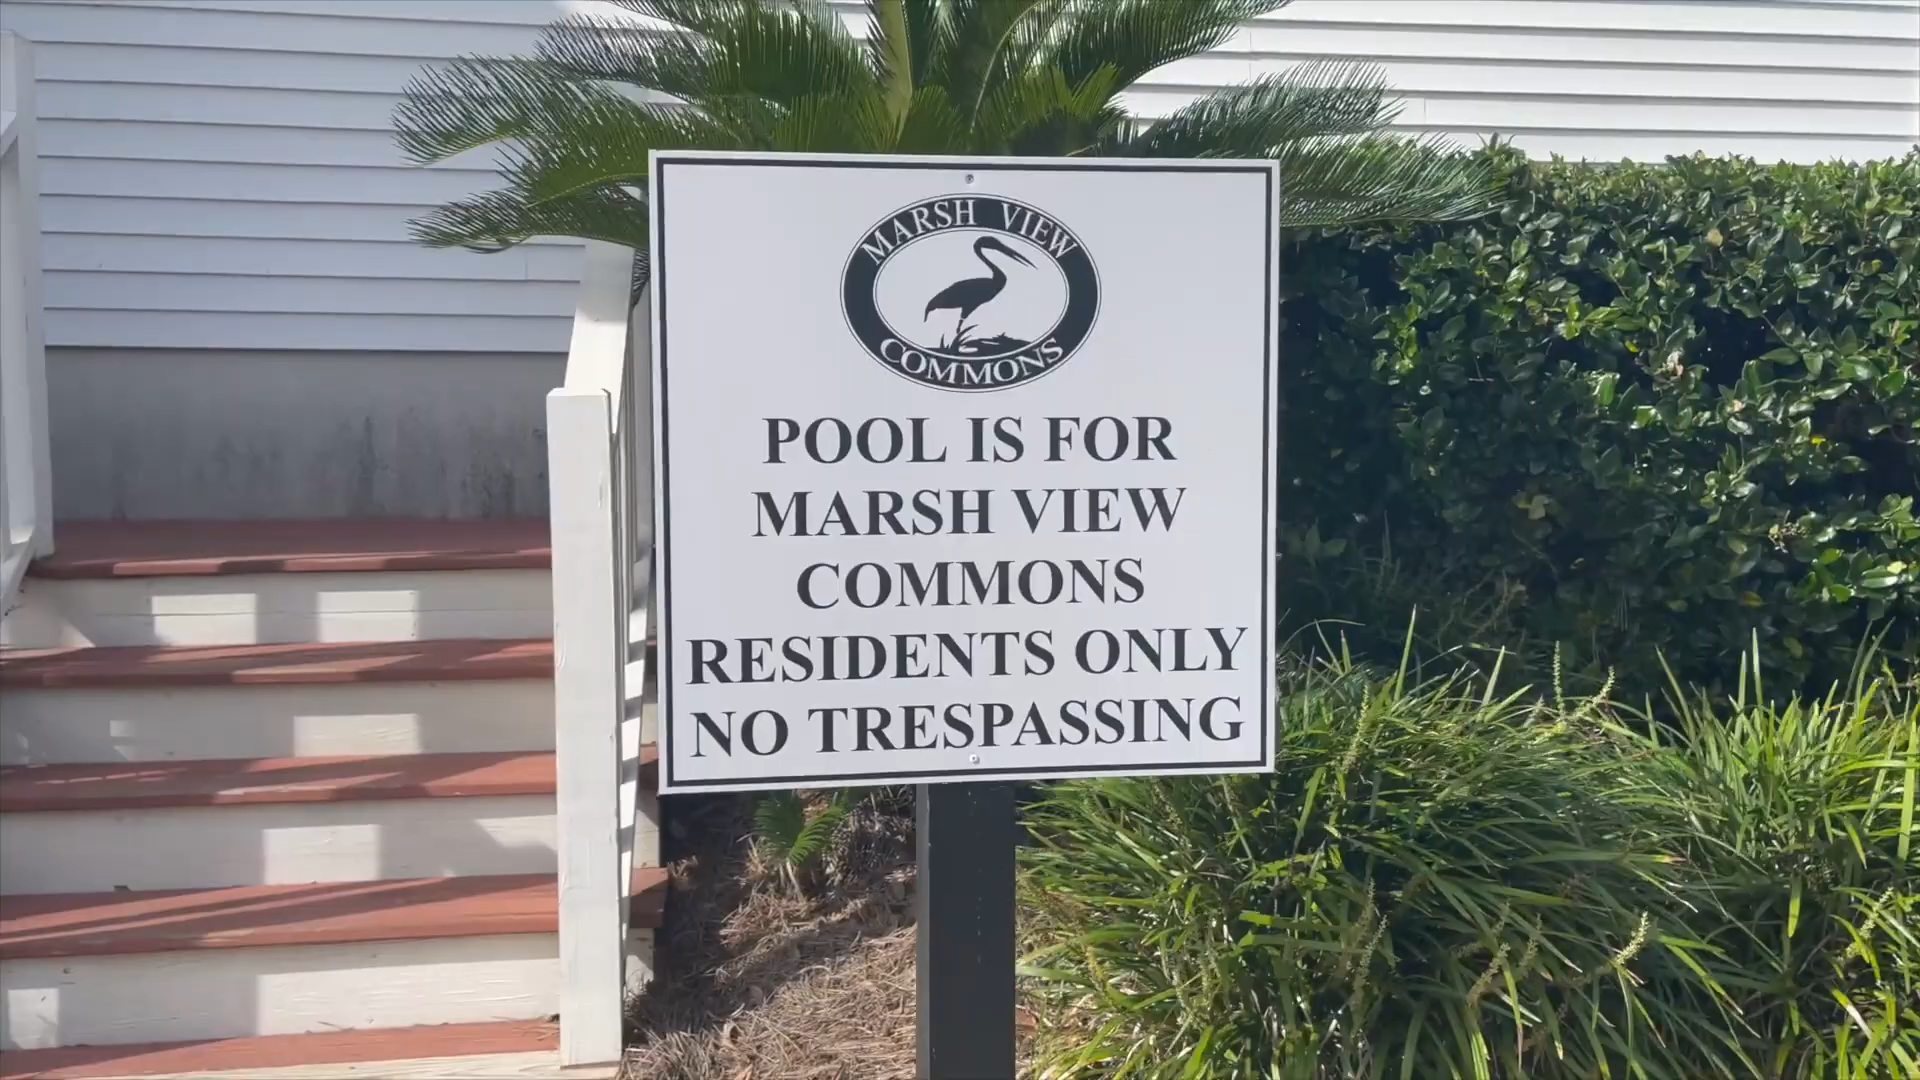 MARSH VIEW
COMMONS
POOL IS FOR
MARSH VIEW
COMMONS
RESIDENTS ONLY
NO TRESPASSING